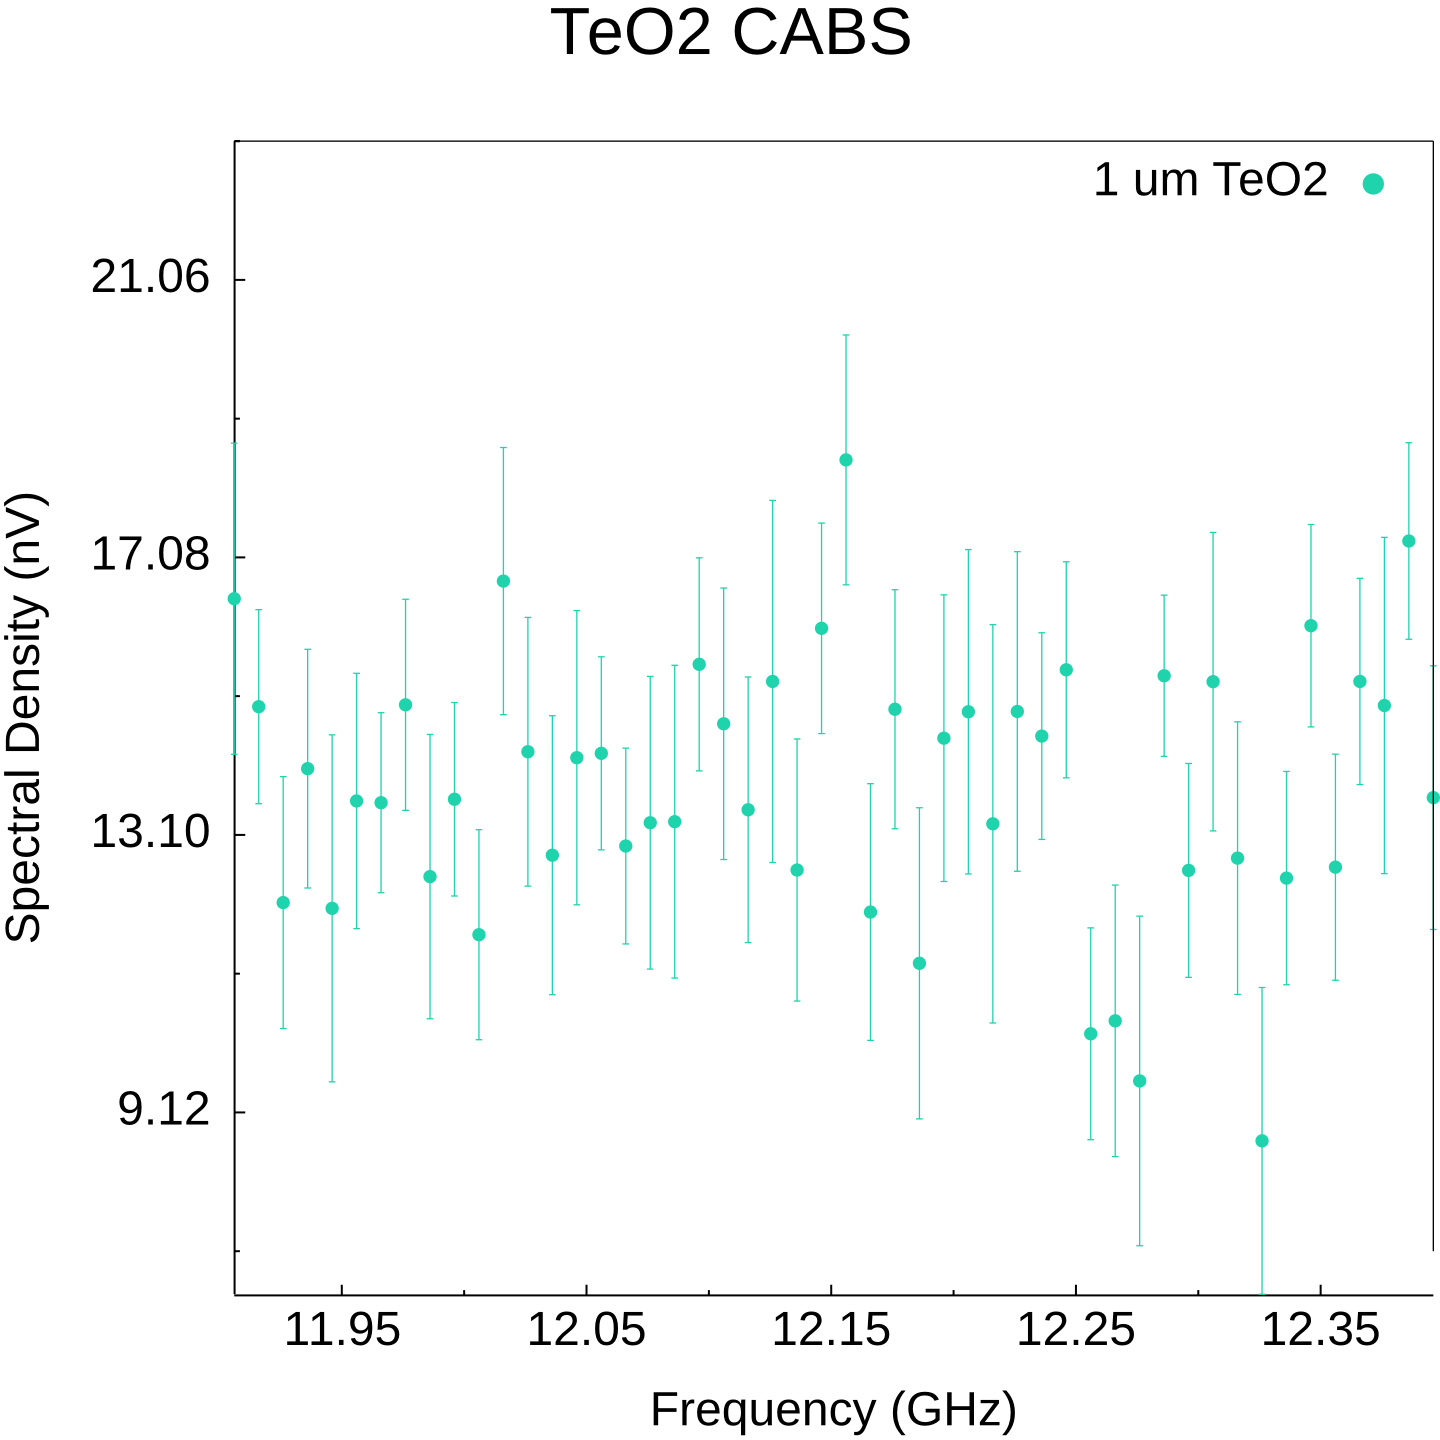 TeO2 CABS
1 um TeO2
21.06
17.08
13.10
9.12
Spectral Density (nV)
11.95
12.05
12.15
12.25
12.35
Frequency (GHz)